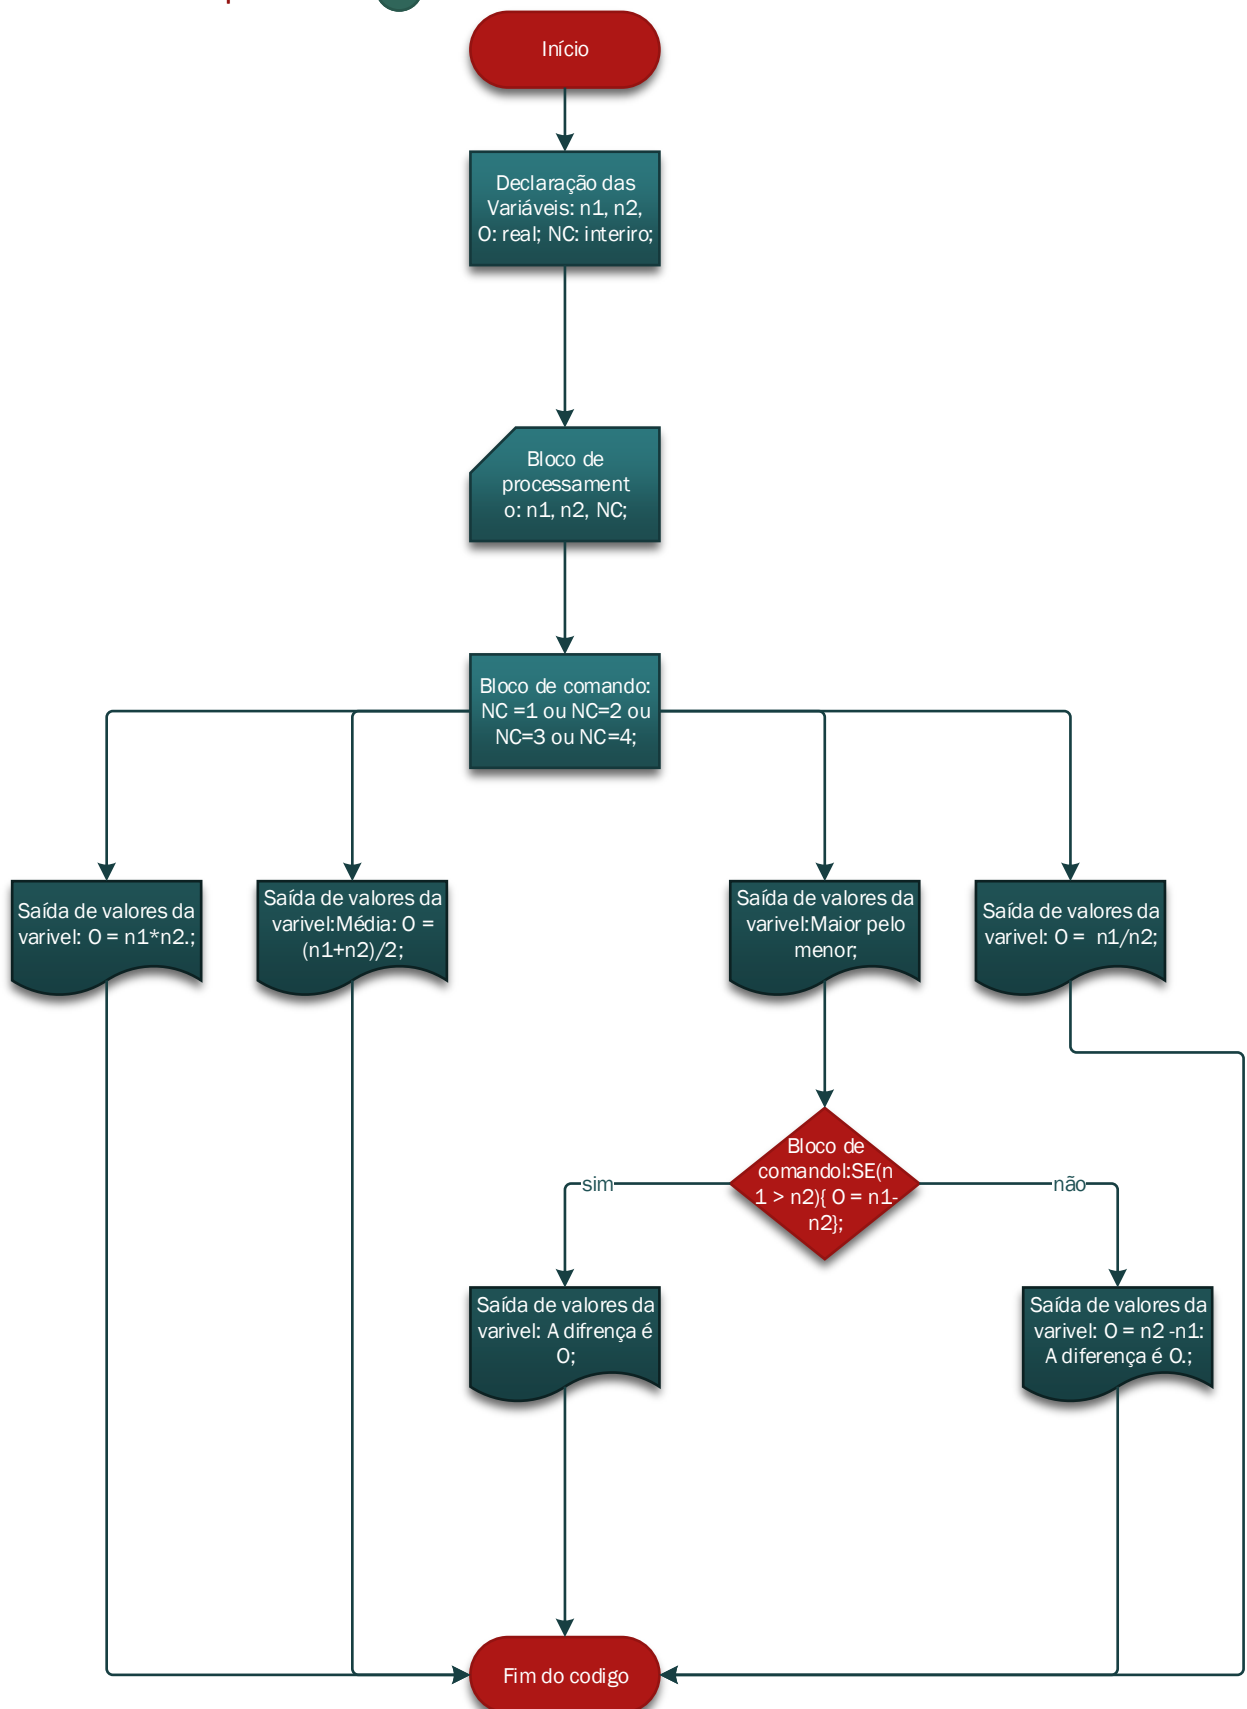 Início
Declaração das
Variáveis: n1, n2,
O: real; NC: interiro;
Bloco de
processament
o: n1, n2, NC;
Bloco de comando:
NC =1 ou NC=2 ou
NC=3 ou NC=4;
Saída de valores da
varivel: O = n1*n2.;
Saída de valores da
varivel:Média: O =
(n1+n2)/2;
Saída de valores da
varivel:Maior pelo
menor;
Saída de valores da
varivel: O =  n1/n2;
Bloco de
comandol:SE(n
1 > n2){ O = n1-
n2};
sim
não
Saída de valores da
varivel: A difrença é
O;
Saída de valores da
varivel: O = n2 -n1:
A diferença é O.;
Fim do codigo